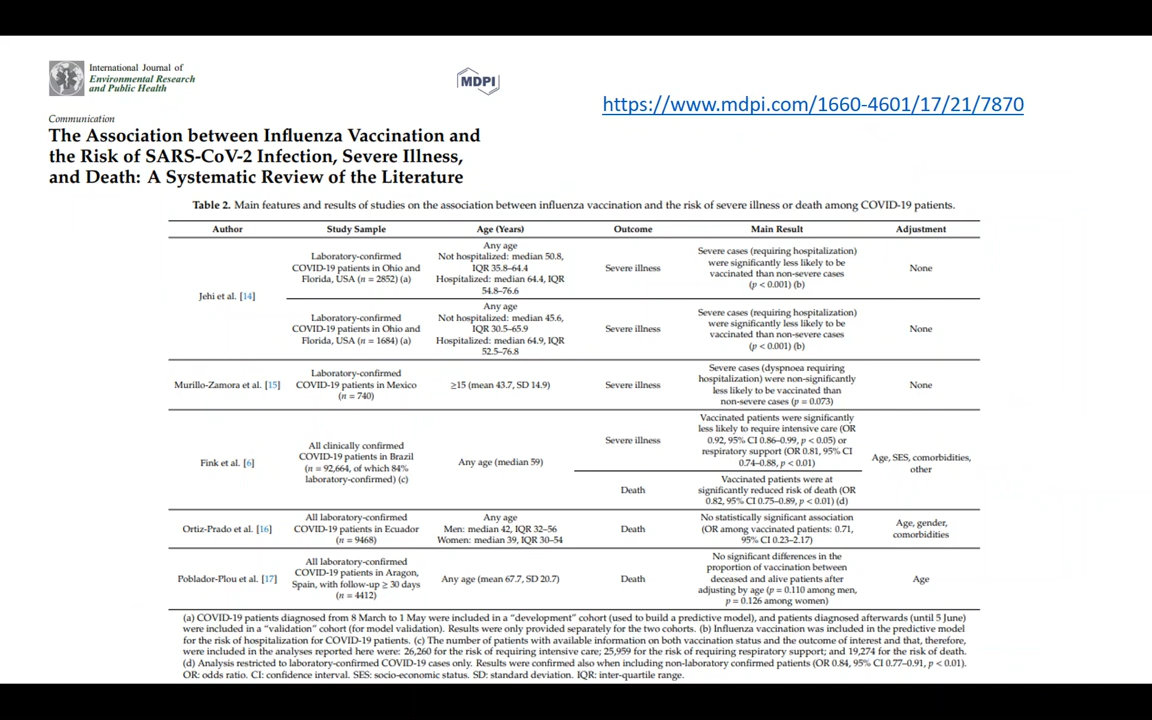 International Journal of
Environmental Research
and Public Health
MDPI
https://www.mdpi.com/1660-4601/17/21/7870
Communication
The Association between Influenza Vaccination and
the Risk of SARS-CoV-2 Infection, Severe Illness,
and Death: A Systematic Review of the Literature
Table 2. Main features and results of studies on the association between influenza vaccination and the risk of severe illness or death among COVID-19 patients.
Author Study Sample Age (Years) Outcome Main Result Adjustment
Jehi et al. [14]
Laboratory-confirmed
COVID-19 patients in Ohio and
Florida, USA (n = 2852) (a)
Any age
Not hospitalized: median 50.8,
IQR 35.8–64.4
Hospitalized: median 64.4, IQR
54.8–76.6
Severe illness
Severe cases (requiring hospitalization)
were significantly less likely to be
vaccinated than non-severe cases
(p < 0.001) (b)
None
Laboratory-confirmed
COVID-19 patients in Ohio and
Florida, USA (n = 1684) (a)
Any age
Not hospitalized: median 45.6,
IQR 30.5–65.9
Hospitalized: median 64.9, IQR
52.5–76.8
Severe illness
Severe cases (requiring hospitalization)
were significantly less likely to be
vaccinated than non-severe cases
(p < 0.001) (b)
None
Murillo-Zamora et al. [15]
Laboratory-confirmed
COVID-19 patients in Mexico
(n = 740)
≥15 (mean 43.7, SD 14.9)
Severe illness
Severe cases (dyspnoea requiring
hospitalization) were non-significantly
less likely to be vaccinated than
non-severe cases (p = 0.073)
None
Fink et al. [6]
All clinically confirmed
COVID-19 patients in Brazil
(n = 92,664, of which 84%
laboratory-confirmed) (c)
Any age (median 59)
Severe illness
Vaccinated patients were significantly
less likely to require intensive care (OR
0.92, 95% CI 0.86–0.99, p < 0.05) or
respiratory support (OR 0.81, 95% CI
0.74–0.88, p < 0.01)
Age, SES, comorbidities,
other
Death
Vaccinated patients were at
significantly reduced risk of death (OR
0.82, 95% CI 0.75–0.89, p < 0.01) (d)
Ortiz-Prado et al. [16]
All laboratory-confirmed
COVID-19 patients in Ecuador
(n = 9468)
Any age
Men: median 42, IQR 32–56
Women: median 39, IQR 30–54
Death
No statistically significant association
(OR among vaccinated patients: 0.71,
95% CI 0.23–2.17)
Age, gender,
comorbidities
Poblador-Plou et al. [17]
All laboratory-confirmed
COVID-19 patients in Aragon,
Spain, with follow-up ≥ 30 days
(n = 4412)
Any age (mean 67.7, SD 20.7)
Death
No significant differences in the
proportion of vaccination between
deceased and alive patients after
adjusting by age (p = 0.110 among men,
p = 0.126 among women)
Age
(a) COVID-19 patients diagnosed from 8 March to 1 May were included in a "development" cohort (used to build a predictive model), and patients diagnosed afterwards (until 5 June)
were included in a "validation" cohort (for model validation). Results were only provided separately for the two cohorts. (b) Influenza vaccination was included in the predictive model
for the risk of hospitalization for COVID-19 patients. (c) The number of patients with available information on both vaccination status and the outcome of interest and that, therefore,
were included in the analyses reported here were: 26,260 for the risk of requiring intensive care; 25,959 for the risk of requiring respiratory support; and 19,274 for the risk of death.
(d) Analysis restricted to laboratory-confirmed COVID-19 cases only. Results were confirmed also when including non-laboratory confirmed patients (OR 0.84, 95% CI 0.77–0.91, p < 0.01).
OR: odds ratio. CI: confidence interval. SES: socio-economic status. SD: standard deviation. IQR: inter-quartile range.